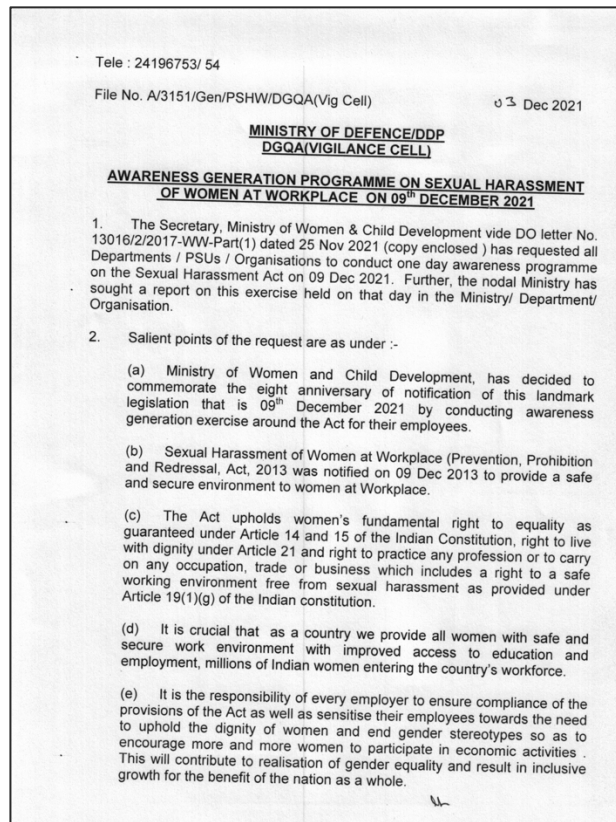 Tele : 24196753/ 54
File No. A/3151/Gen/PSHW/DGQA(Vig Cell) 03 Dec 2021
MINISTRY OF DEFENCE/DDP
DGQA(VIGILANCE CELL)
AWARENESS GENERATION PROGRAMME ON SEXUAL HARASSMENT
OF WOMEN AT WORKPLACE ON 09th DECEMBER 2021
1. The Secretary, Ministry of Women & Child Development vide DO letter No.
13016/2/2017-WW-Part(1) dated 25 Nov 2021 (copy enclosed ) has requested all
Departments / PSUs / Organisations to conduct one day awareness programme
on the Sexual Harassment Act on 09 Dec 2021. Further, the nodal Ministry has
sought a report on this exercise held on that day in the Ministry/ Department/
Organisation.
2. Salient points of the request are as under :-
(a) Ministry of Women and Child Development, has decided to
commemorate the eight anniversary of notification of this landmark
legislation that is 09th December 2021 by conducting awareness
generation exercise around the Act for their employees.
(b) Sexual Harassment of Women at Workplace (Prevention, Prohibition
and Redressal, Act, 2013 was notified on 09 Dec 2013 to provide a safe
and secure environment to women at Workplace.
(c) The Act upholds women's fundamental right to equality as
guaranteed under Article 14 and 15 of the Indian Constitution, right to live
with dignity under Article 21 and right to practice any profession or to carry
on any occupation, trade or business which includes a right to a safe
working environment free from sexual harassment as provided under
Article 19(1)(g) of the Indian constitution.
(d) It is crucial that as a country we provide all women with safe and
secure work environment with improved access to education and
employment, millions of Indian women entering the country's workforce.
(e) It is the responsibility of every employer to ensure compliance of the
provisions of the Act as well as sensitise their employees towards the need
to uphold the dignity of women and end gender stereotypes so as to
encourage more and more women to participate in economic activities .
This will contribute to realisation of gender equality and result in inclusive
growth for the benefit of the nation as a whole.